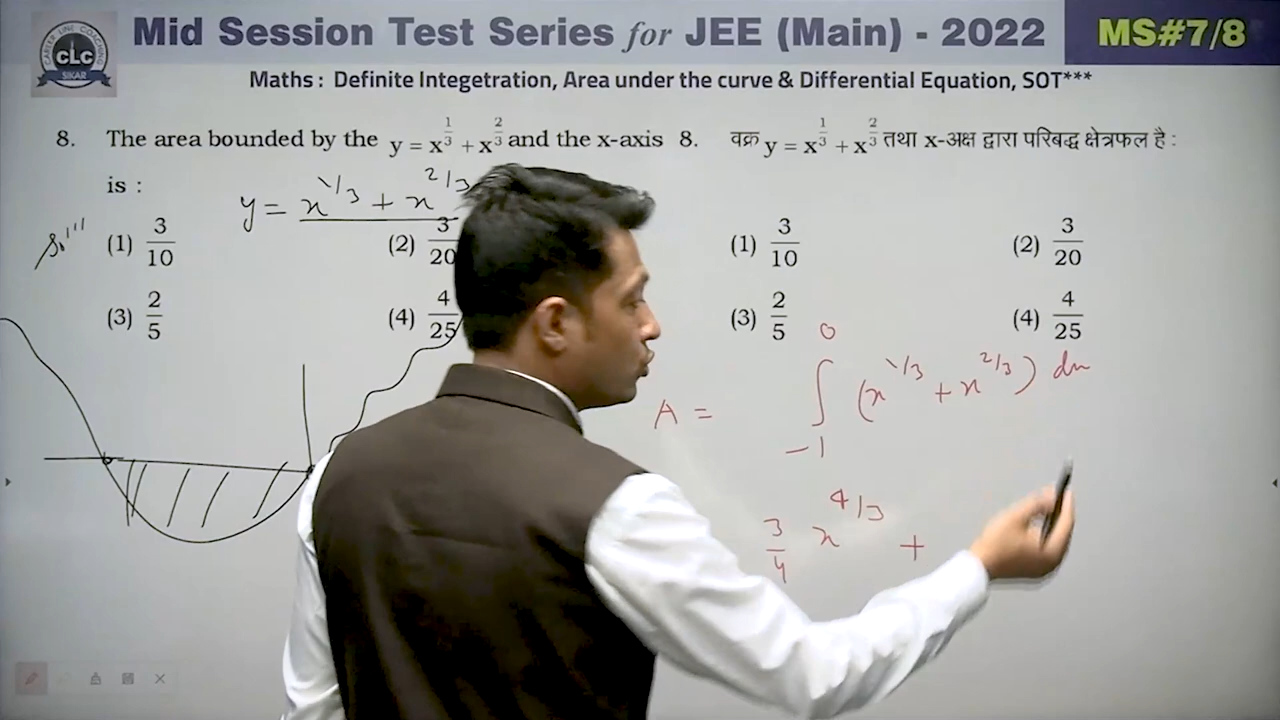 CAREER LINE COACHING
CLC
SIKAR
Mid Session Test Series for JEE (Main) - 2022
MS#7/8
Maths : Definite Integetration, Area under the curve & Differential Equation, SOT***
8. The area bounded by the y = x^{1/3} + x^{2/3} and the x-axis
is :
y = x^{1/3} + x^{2/3}
Sol^{n}
(1) 3/10
(2) 3/20
(3) 2/5
(4) 4/25
8. वक्र y = x^{1/3} + x^{2/3} तथा x-अक्ष द्वारा परिबद्ध क्षेत्रफल है :
(1) 3/10
(2) 3/20
(3) 2/5
(4) 4/25
A = ∫_{-1}^{0} (x^{1/3} + x^{2/3}) dx
3/4 x^{4/3} +